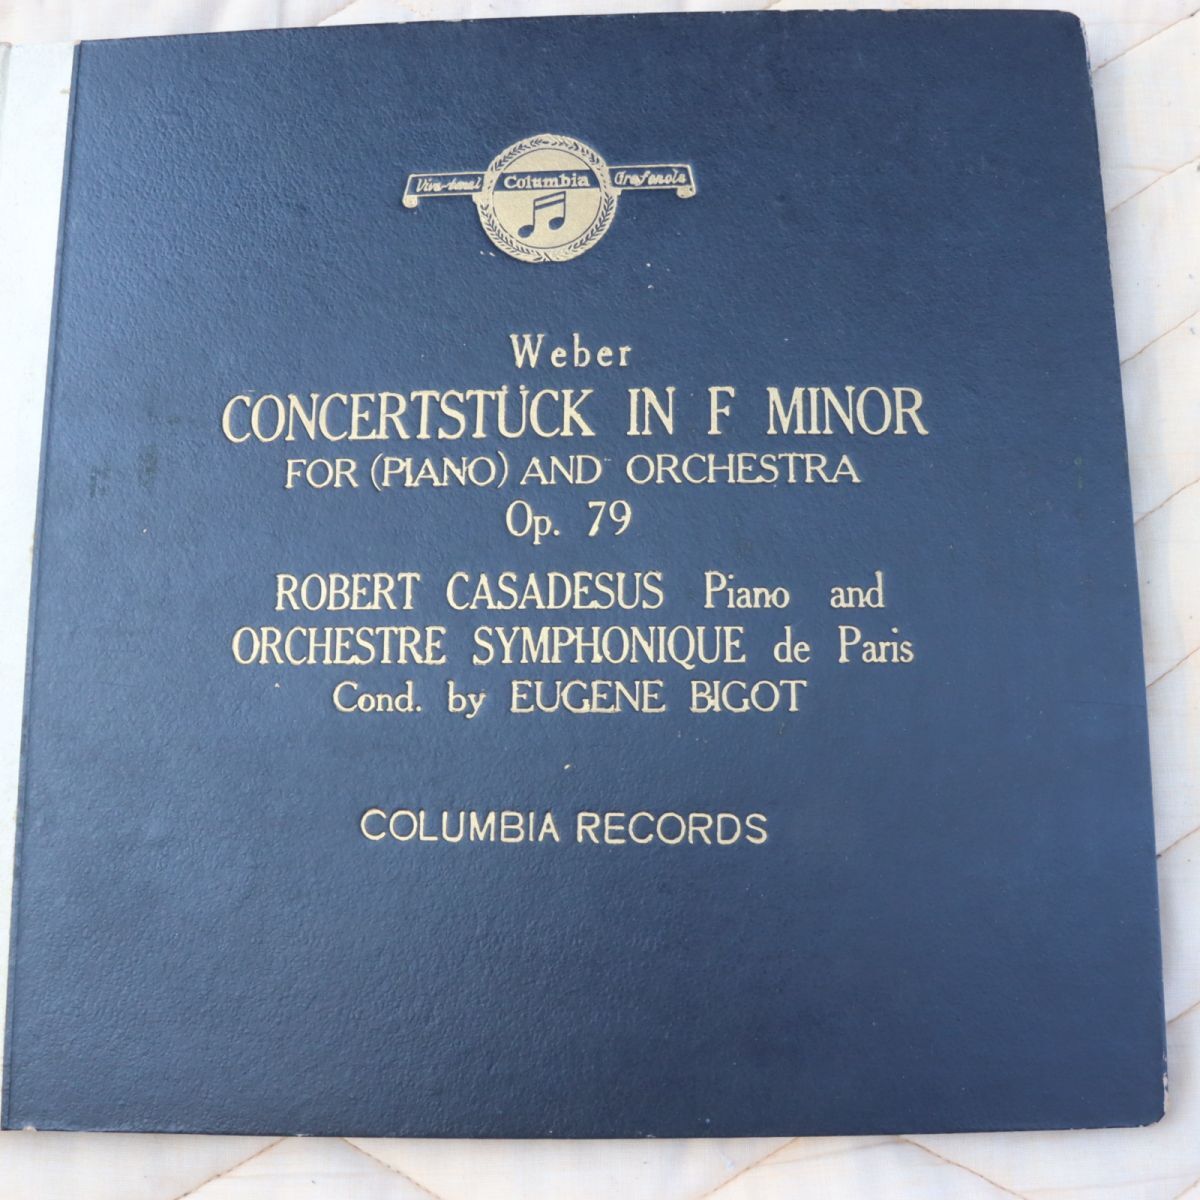 Viva-tonal Columbia Grafonola
Weber
CONCERTSTÜCK IN F MINOR
FOR (PIANO) AND ORCHESTRA
Op. 79
ROBERT CASADESUS Piano and
ORCHESTRE SYMPHONIQUE de Paris
Cond. by EUGENE BIGOT
COLUMBIA RECORDS